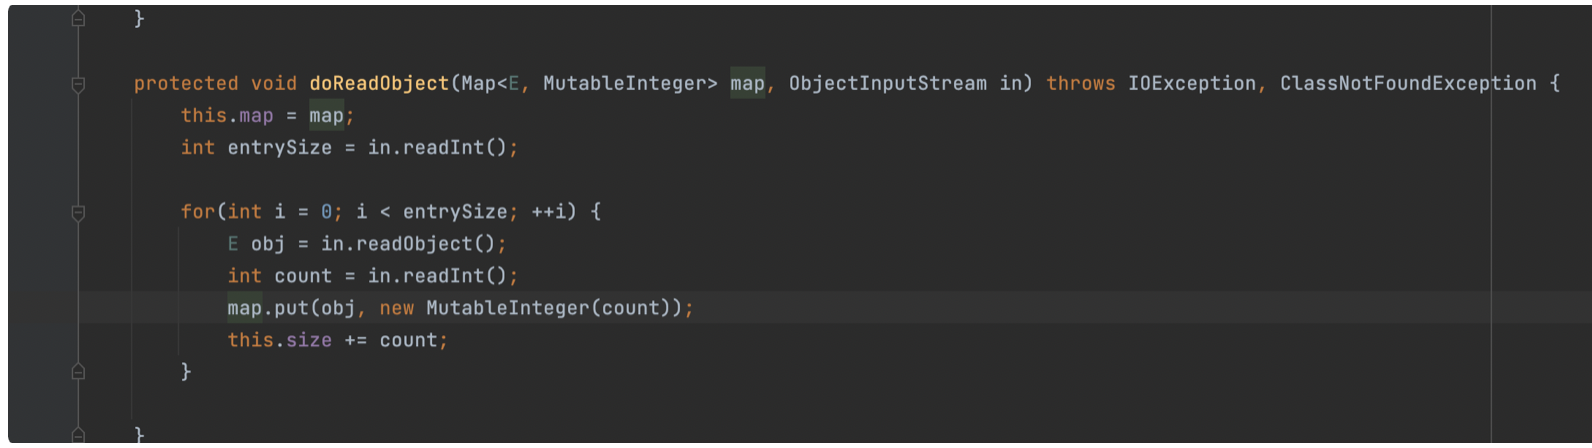 }
protected void doReadObject(Map<E, MutableInteger> map, ObjectInputStream in) throws IOException, ClassNotFoundException {
this.map = map;
int entrySize = in.readInt();
for(int i = 0; i < entrySize; ++i) {
E obj = in.readObject();
int count = in.readInt();
map.put(obj, new MutableInteger(count));
this.size += count;
}
}